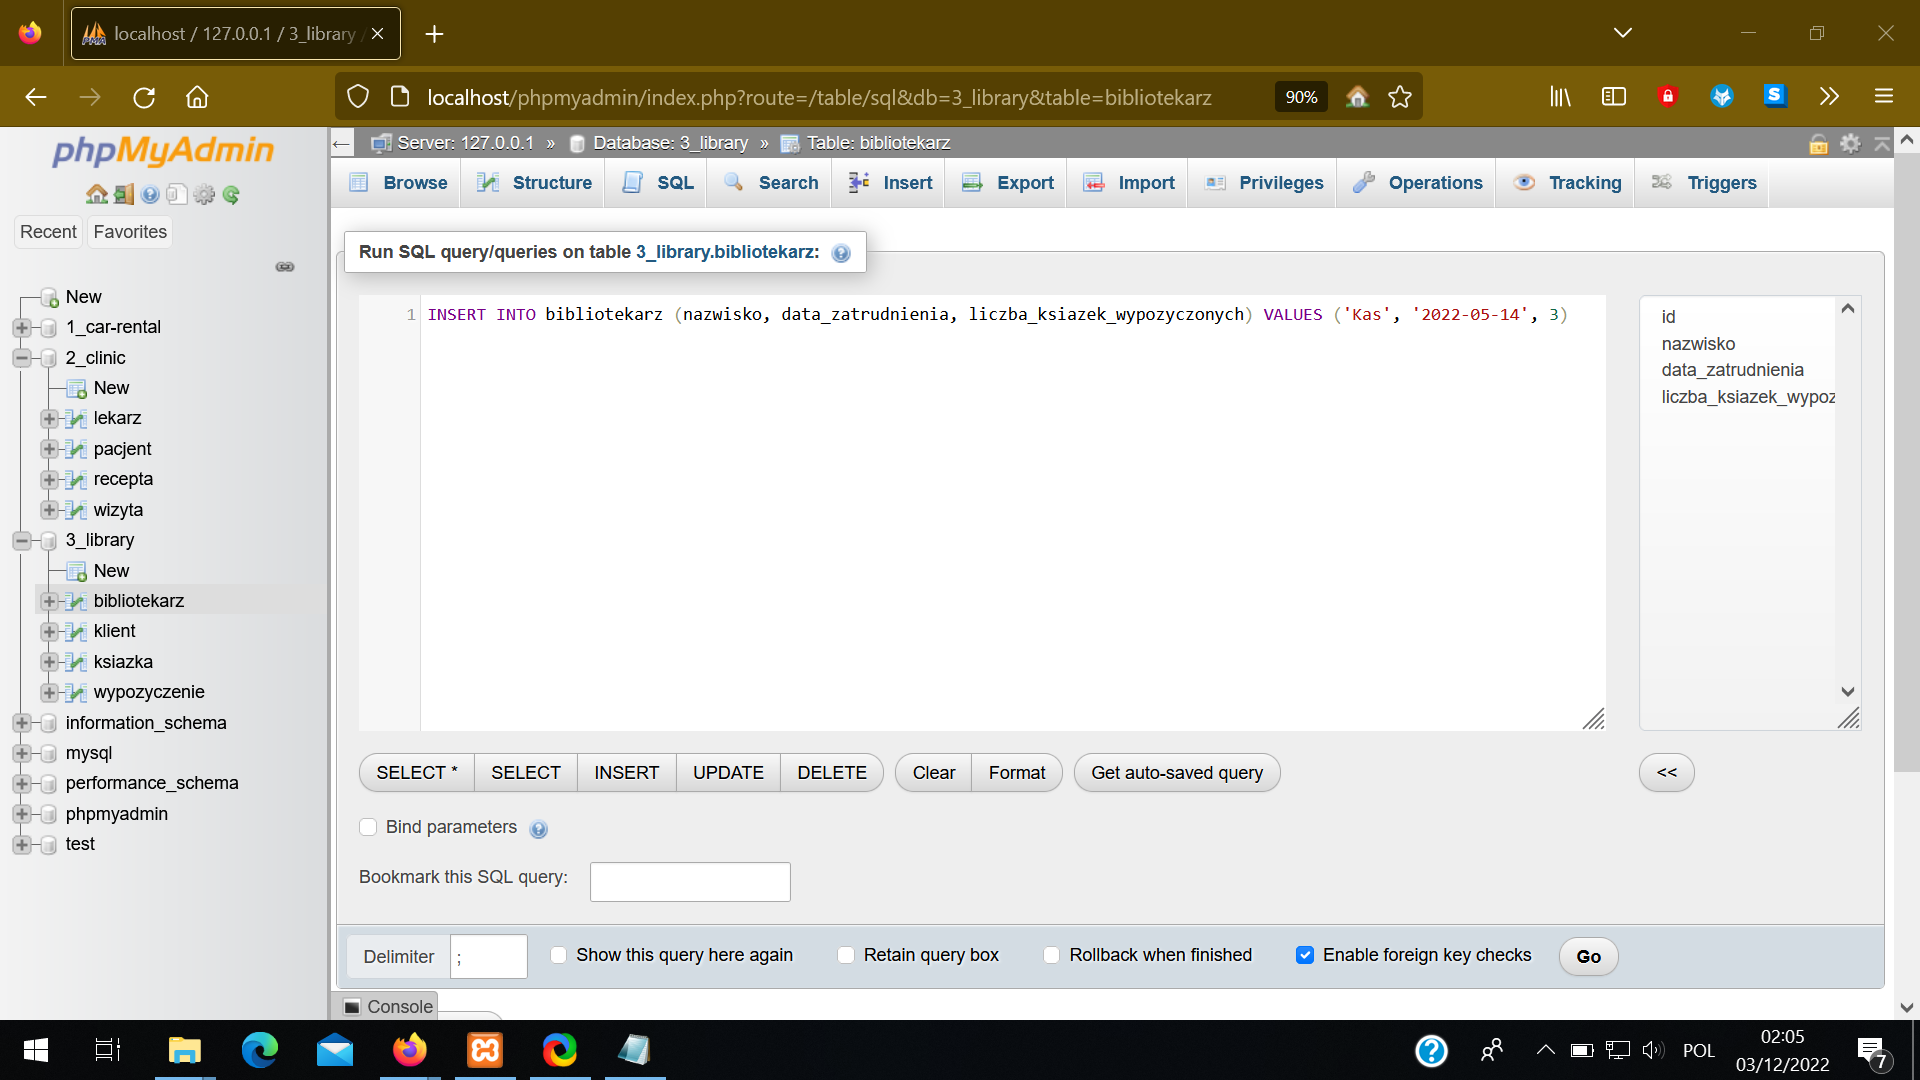 localhost / 127.0.0.1 / 3_library
localhost/phpmyadmin/index.php?route=/table/sql&db=3_library&table=bibliotekarz
90%
phpMyAdmin
Recent
Favorites
New
1_car-rental
2_clinic
New
lekarz
pacjent
recepta
wizyta
3_library
New
bibliotekarz
klient
ksiazka
wypozyczenie
information_schema
mysql
performance_schema
phpmyadmin
test
Server: 127.0.0.1 » Database: 3_library » Table: bibliotekarz
Browse
Structure
SQL
Search
Insert
Export
Import
Privileges
Operations
Tracking
Triggers
Run SQL query/queries on table 3_library.bibliotekarz:
1 INSERT INTO bibliotekarz (nazwisko, data_zatrudnienia, liczba_ksiazek_wypozyczonych) VALUES ('Kas', '2022-05-14', 3)
id
nazwisko
data_zatrudnienia
liczba_ksiazek_wypoz
SELECT *
SELECT
INSERT
UPDATE
DELETE
Clear
Format
Get auto-saved query
<<
Bind parameters
Bookmark this SQL query:
Delimiter
;
Show this query here again
Retain query box
Rollback when finished
Enable foreign key checks
Go
Console
POL
02:05
03/12/2022
7